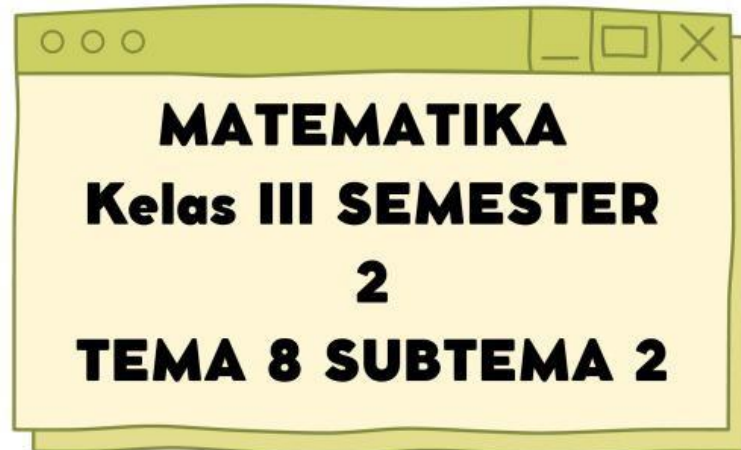 MATEMATIKA
Kelas III SEMESTER
2
TEMA 8 SUBTEMA 2